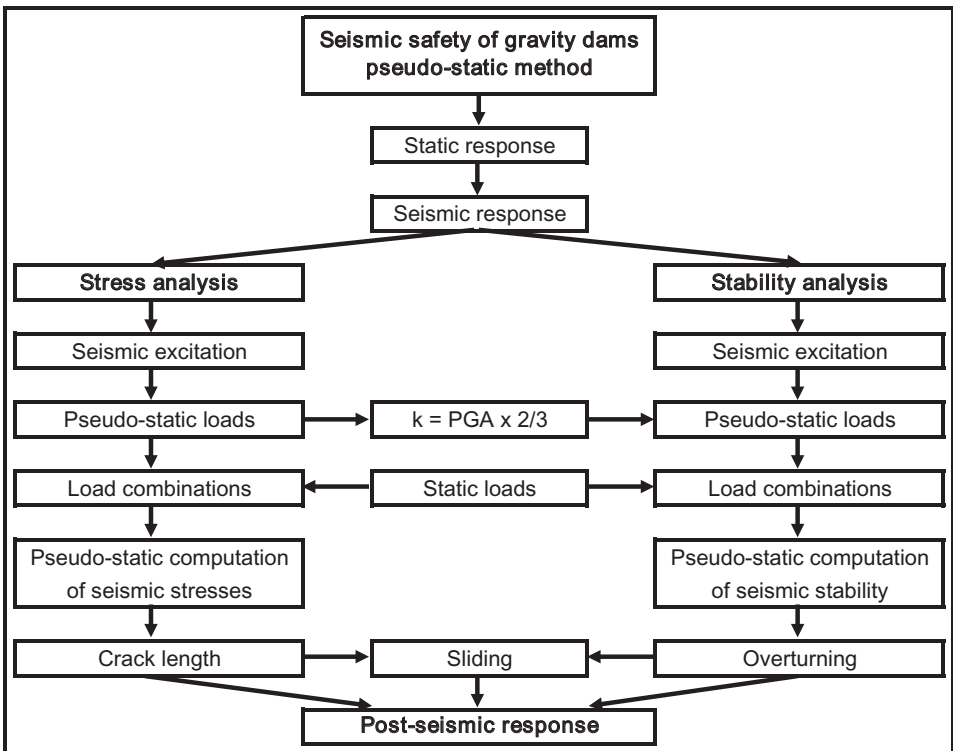 Seismic safety of gravity dams
pseudo-static method
Static response
Seismic response
Stress analysis
Stability analysis
Seismic excitation
Seismic excitation
Pseudo-static loads
k = PGA x 2/3
Pseudo-static loads
Load combinations
Static loads
Load combinations
Pseudo-static computation
of seismic stresses
Pseudo-static computation
of seismic stability
Crack length
Sliding
Overturning
Post-seismic response